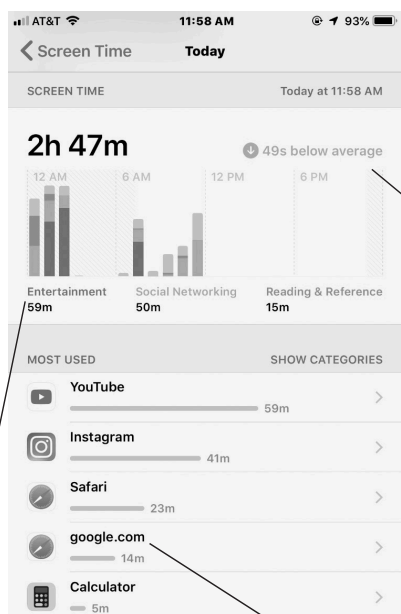 AT&T 11:58 AM 93%
Screen Time Today
SCREEN TIME Today at 11:58 AM
2h 47m 49s below average
12 AM 6 AM 12 PM 6 PM
Entertainment Social Networking Reading & Reference
59m 50m 15m
MOST USED SHOW CATEGORIES
YouTube
59m
Instagram
41m
Safari
23m
google.com
14m
Calculator
5m